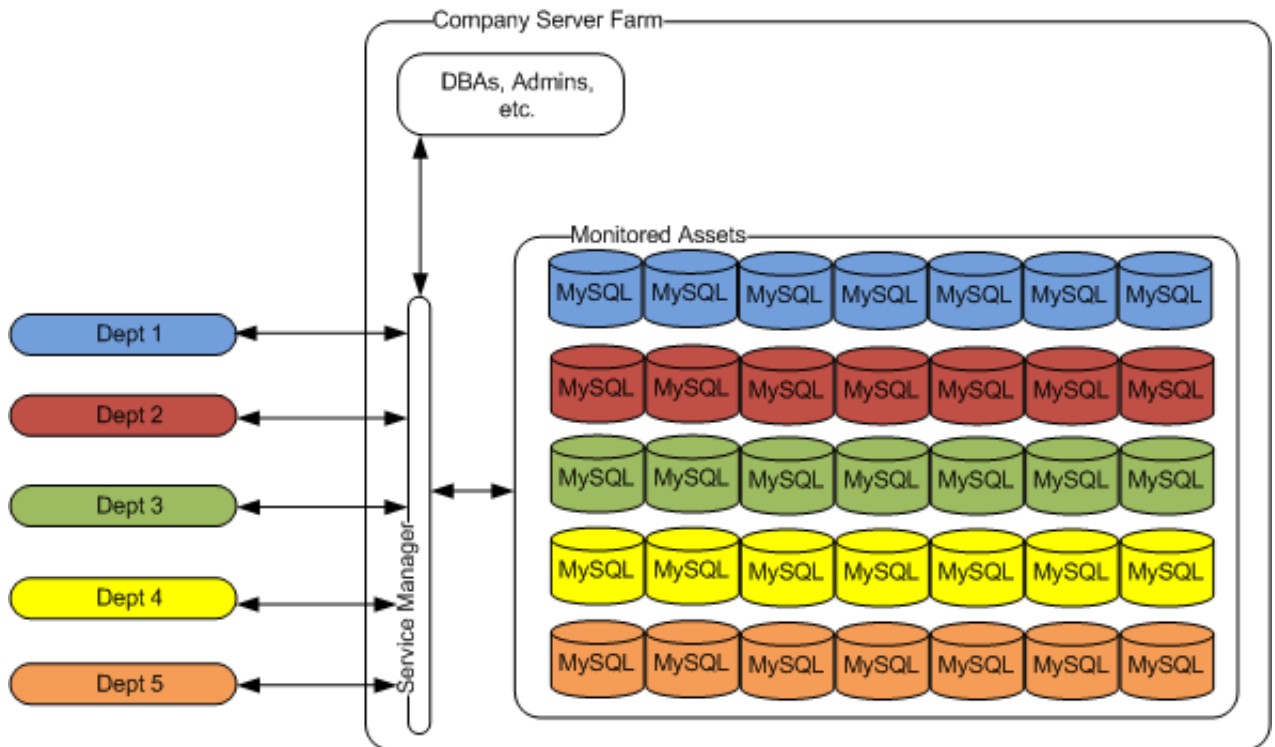 Company Server Farm
DBAs, Admins,
etc.
Monitored Assets
MySQL MySQL MySQL MySQL MySQL MySQL MySQL
Dept 1
MySQL MySQL MySQL MySQL MySQL MySQL MySQL
Dept 2
MySQL MySQL MySQL MySQL MySQL MySQL MySQL
Dept 3
MySQL MySQL MySQL MySQL MySQL MySQL MySQL
Dept 4
MySQL MySQL MySQL MySQL MySQL MySQL MySQL
Dept 5
Service Manager